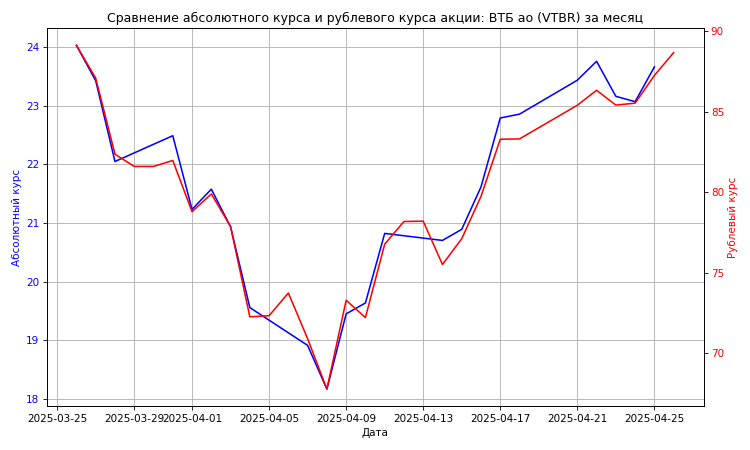 Сравнение абсолютного курса и рублевого курса акции: ВТБ ао (VTBR) за месяц
Абсолютный курс
24
23
22
21
20
19
18
90
85
80
75
70
Рублевый курс
2025-03-25 2025-03-29 2025-04-01 2025-04-05 2025-04-09 2025-04-13 2025-04-17 2025-04-21 2025-04-25
Дата